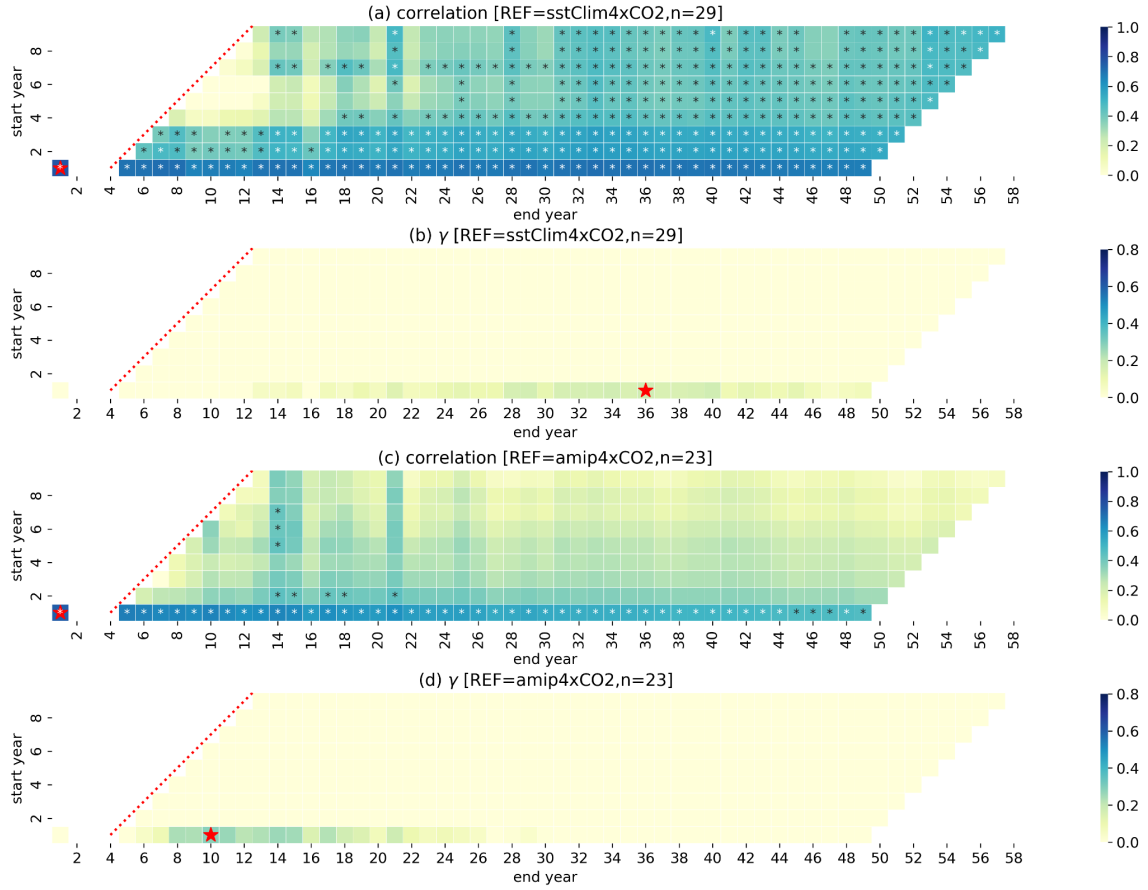 (a) correlation [REF=sstClim4xCO2,n=29]
start year
8
6
4
2
2 4 6 8 10 12 14 16 18 20 22 24 26 28 30 32 34 36 38 40 42 44 46 48 50 52 54 56 58
end year
1.0
0.8
0.6
0.4
0.2
0.0
(b) γ [REF=sstClim4xCO2,n=29]
start year
8
6
4
2
2 4 6 8 10 12 14 16 18 20 22 24 26 28 30 32 34 36 38 40 42 44 46 48 50 52 54 56 58
end year
0.8
0.6
0.4
0.2
0.0
(c) correlation [REF=amip4xCO2,n=23]
start year
8
6
4
2
2 4 6 8 10 12 14 16 18 20 22 24 26 28 30 32 34 36 38 40 42 44 46 48 50 52 54 56 58
end year
1.0
0.8
0.6
0.4
0.2
0.0
(d) γ [REF=amip4xCO2,n=23]
start year
8
6
4
2
2 4 6 8 10 12 14 16 18 20 22 24 26 28 30 32 34 36 38 40 42 44 46 48 50 52 54 56 58
end year
0.8
0.6
0.4
0.2
0.0